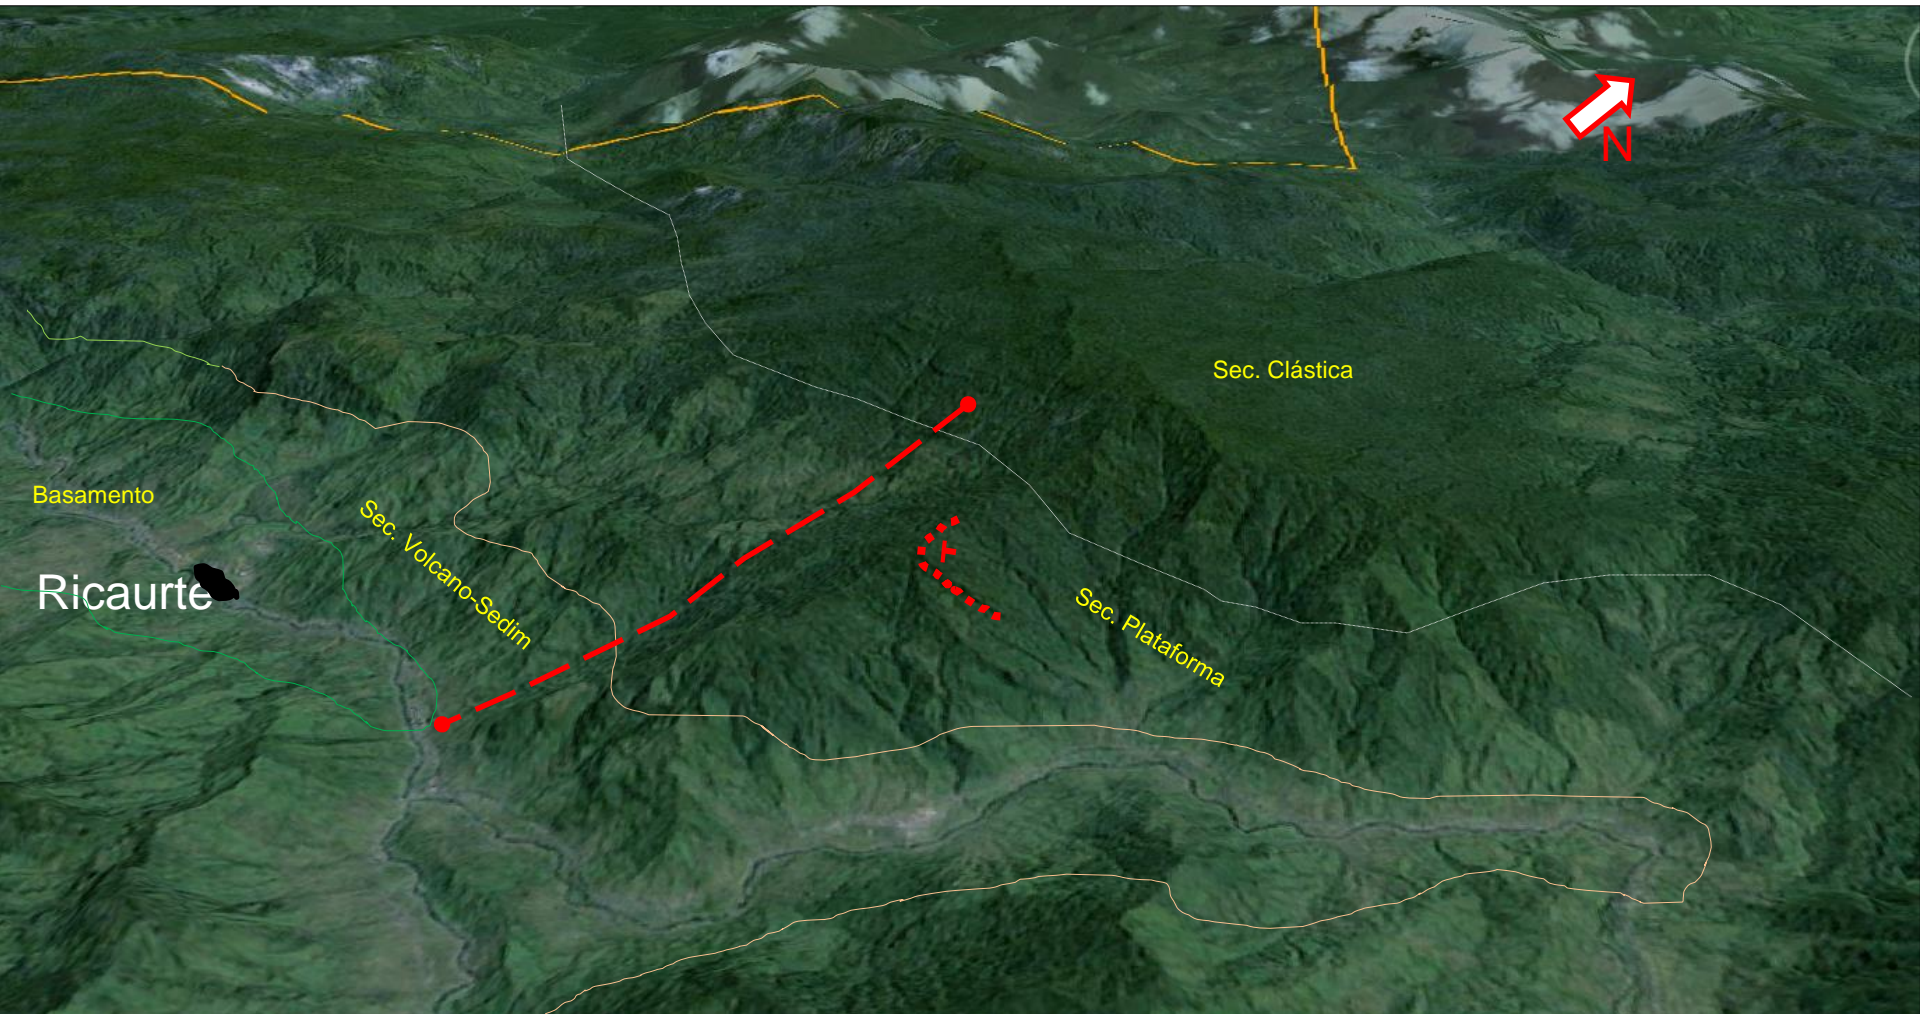 N
Sec. Clástica
Basamento
Sec. Volcano-Sedim
Ricaurte
Sec. Plataforma